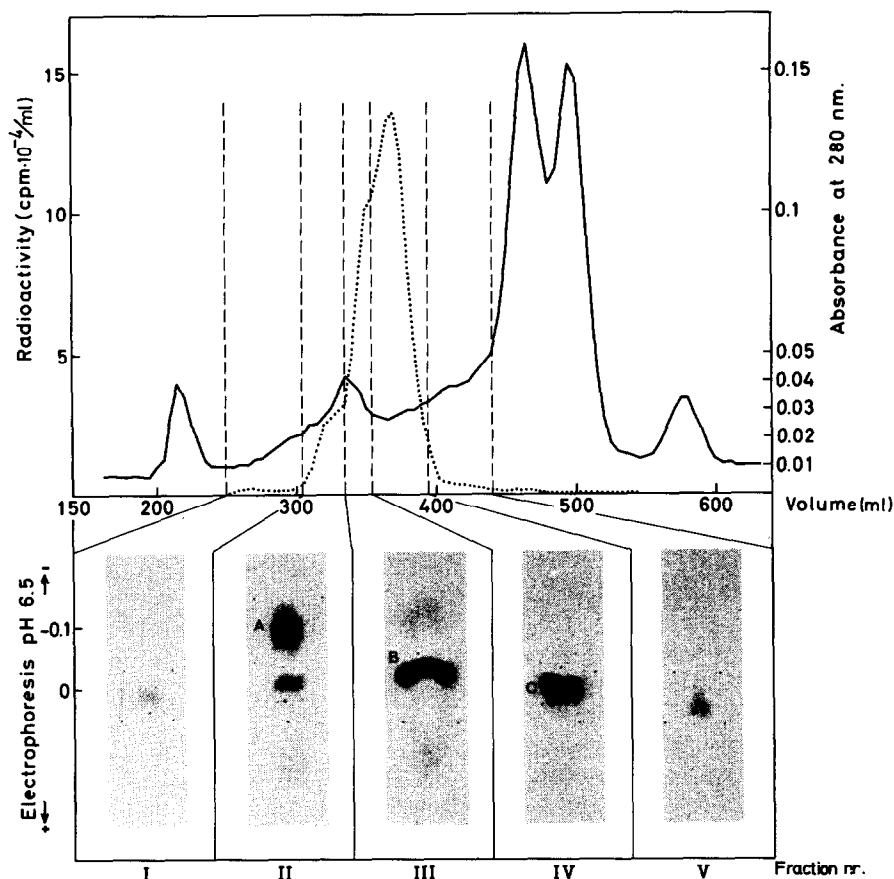 Radioactivity (cpm·10⁻⁴/ml)
15
10
5
Absorbance at 280 nm.
0.15
0.1
0.05
0.04
0.03
0.02
0.01
150
200
300
400
500
600
Volume (ml)
Electrophoresis pH 6.5
-
-0.1
0
+
A
B
C
I
II
III
IV
V
Fraction nr.